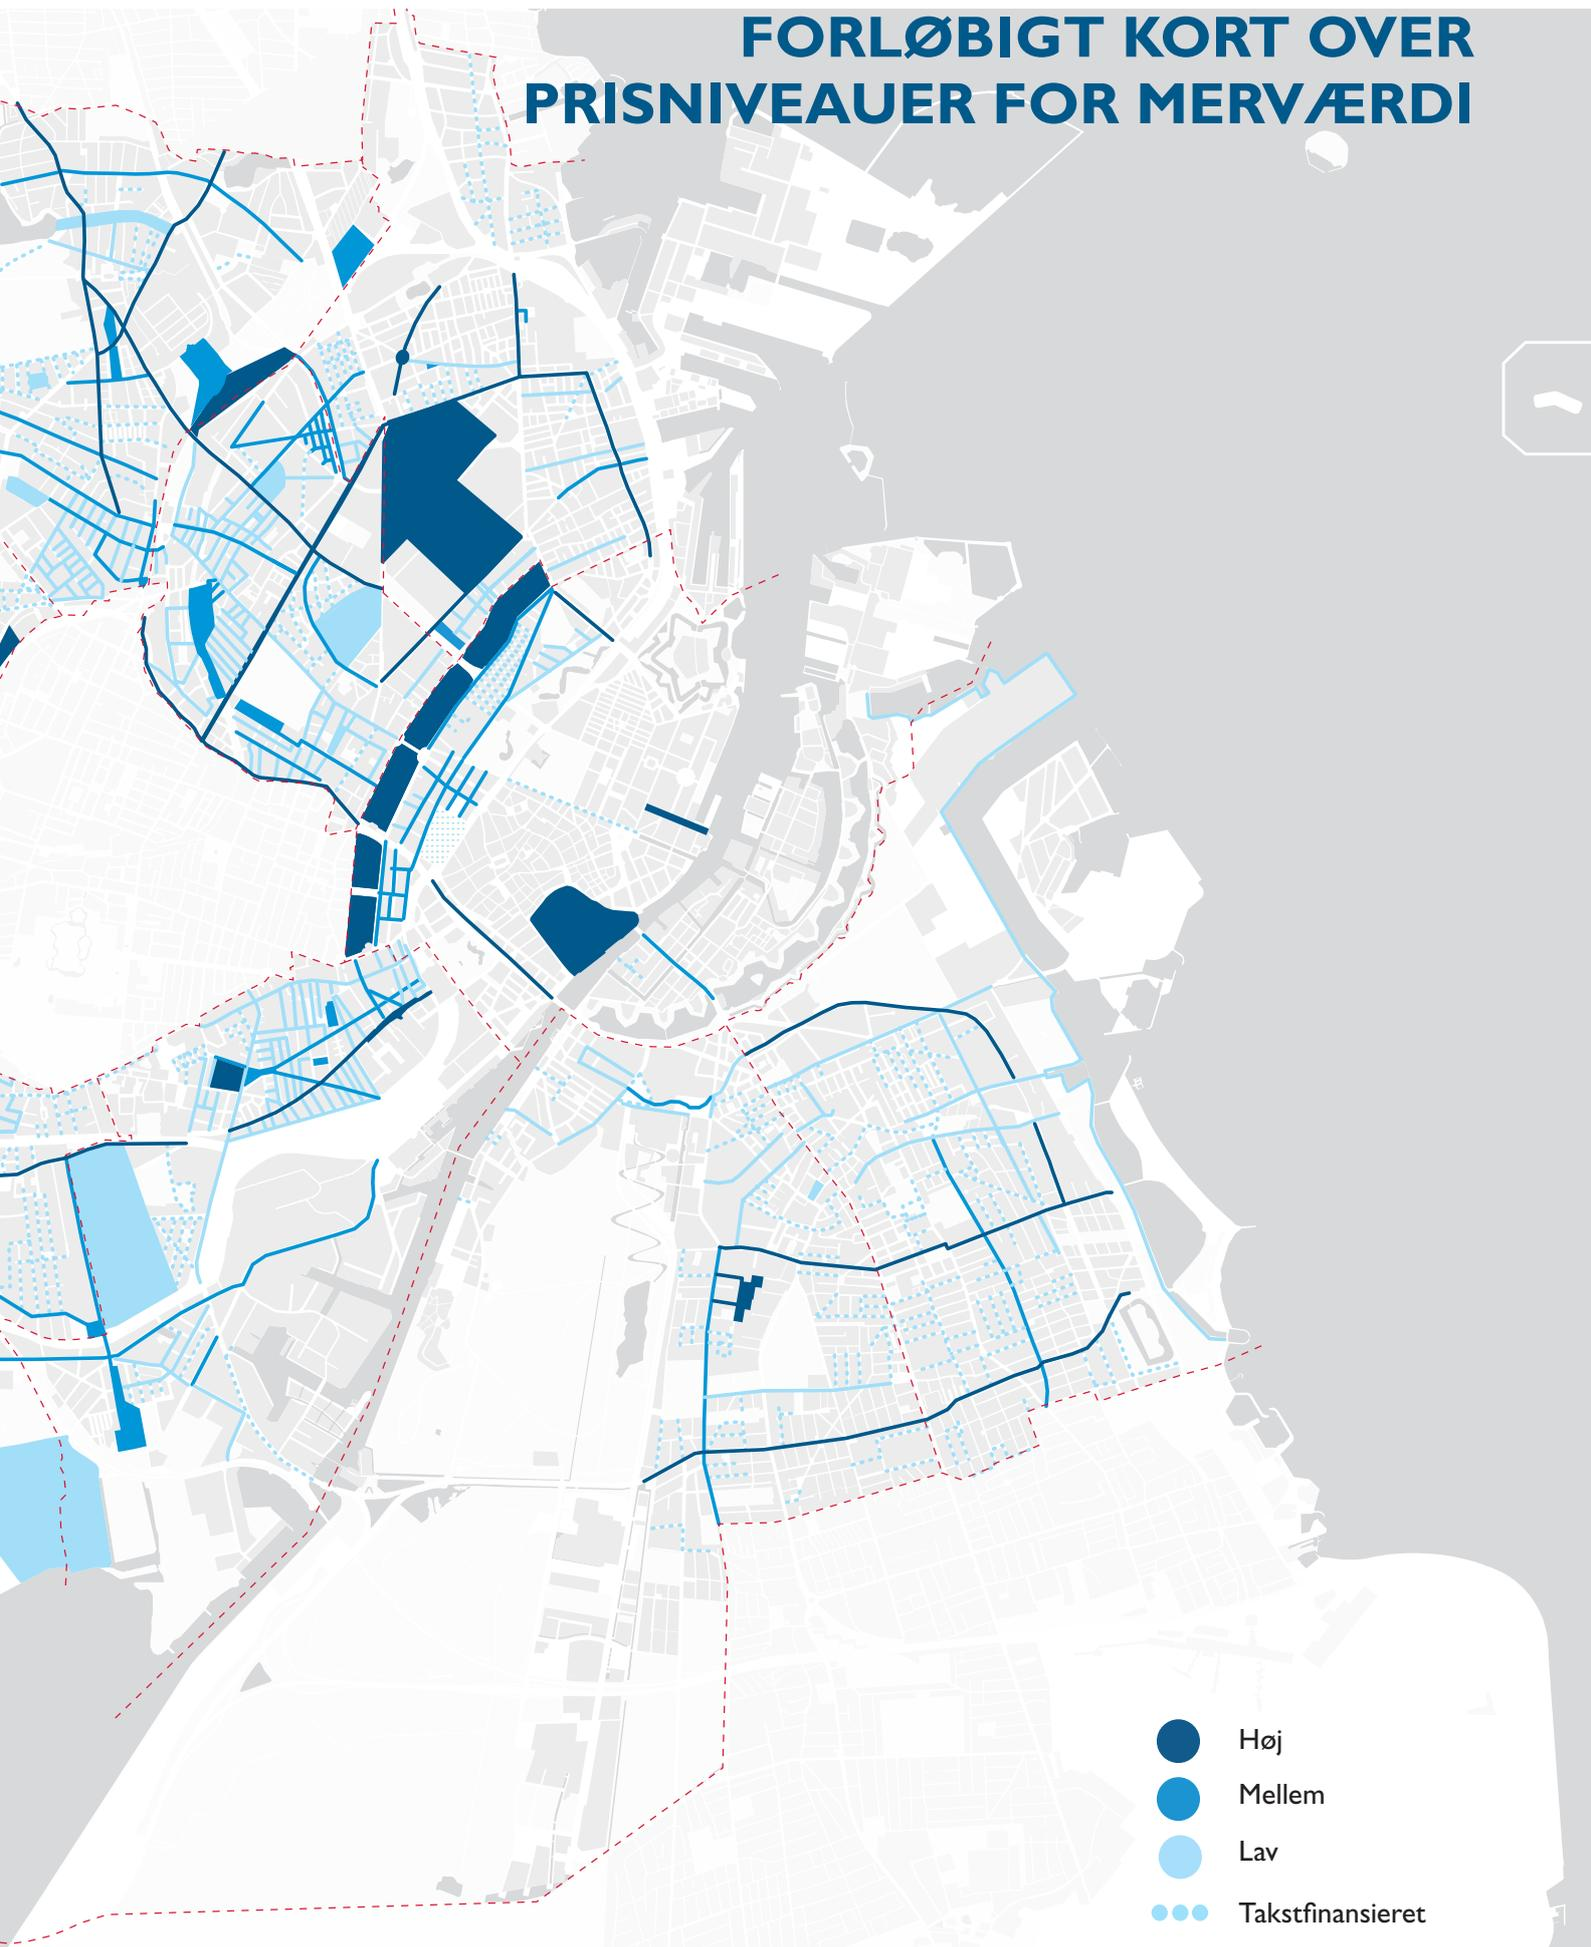 FORLØBIGT KORT OVER
PRISNIVEAUER FOR MERVÆRDI
Høj
Mellem
Lav
Takstfinansieret